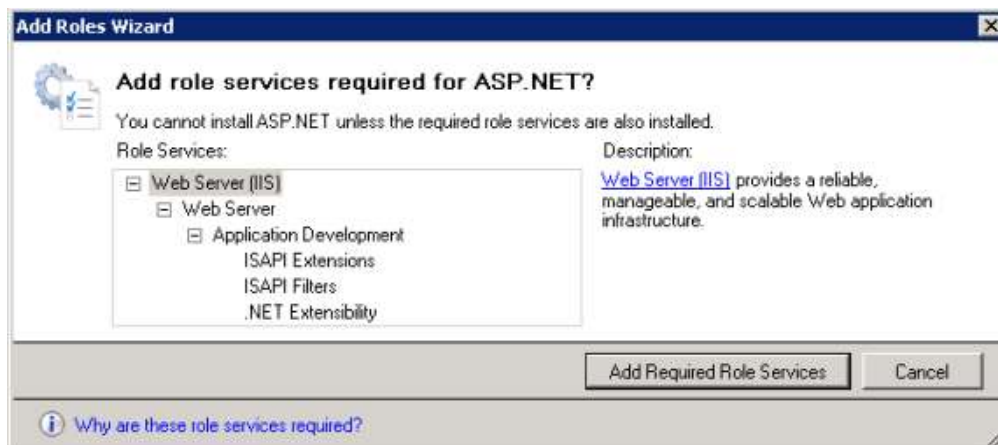 Add Roles Wizard
Add role services required for ASP.NET?
You cannot install ASP.NET unless the required role services are also installed.
Role Services:
Web Server (IIS)
Web Server
Application Development
ISAPI Extensions
ISAPI Filters
.NET Extensibility
Description:
Web Server (IIS) provides a reliable,
manageable, and scalable Web application
infrastructure.
Add Required Role Services
Cancel
Why are these role services required?